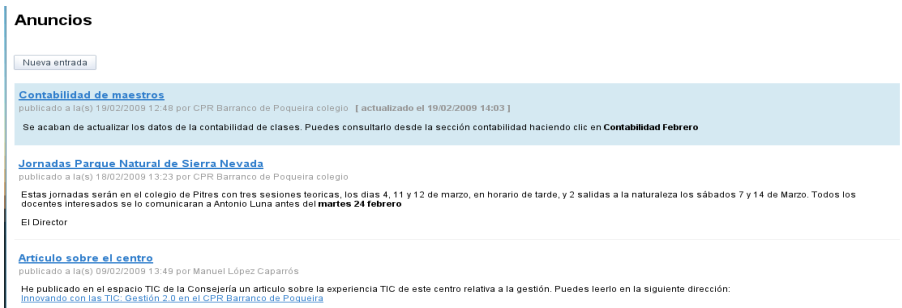 Anuncios
Nueva entrada
Contabilidad de maestros
publicado a la(s) 19/02/2009 12:48 por CPR Barranco de Poqueira colegio [ actualizado el 19/02/2009 14:03 ]
Se acaban de actualizar los datos de la contabilidad de clases. Puedes consultarlo desde la sección contabilidad haciendo clic en Contabilidad Febrero
Jornadas Parque Natural de Sierra Nevada
publicado a la(s) 18/02/2009 13:23 por CPR Barranco de Poqueira colegio
Estas jornadas serán en el colegio de Pitres con tres sesiones teoricas, los dias 4, 11 y 12 de marzo, en horario de tarde, y 2 salidas a la naturaleza los sábados 7 y 14 de Marzo. Todos los
docentes interesados se lo comunicaran a Antonio Luna antes del martes 24 febrero
El Director
Artículo sobre el centro
publicado a la(s) 09/02/2009 13:49 por Manuel López Caparrós
He publicado en el espacio TIC de la Consejería un articulo sobre la experiencia TIC de este centro relativa a la gestión. Puedes leerlo en la siguiente dirección:
Innovando con las TIC: Gestión 2.0 en el CPR Barranco de Poqueira